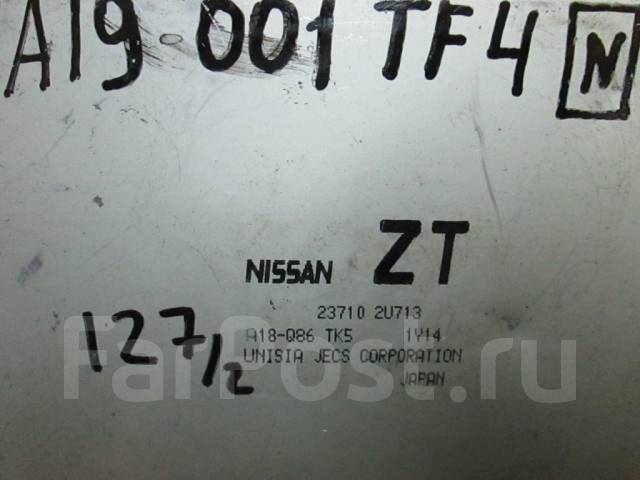 A19-001 TF4 N
NISSAN ZT
23710 2U713
A18-Q86 TK5 1Y14
UNISIA JECS CORPORATION
JAPAN
127/2
FarPost.ru